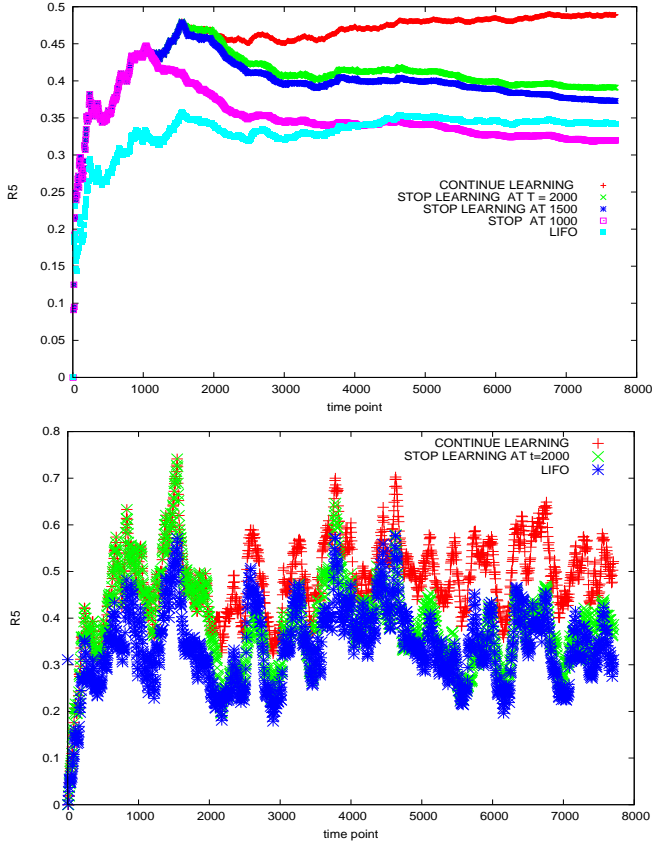 0.5
0.45
0.4
0.35
0.3
0.25
0.2
0.15
0.1
0.05
0
R5
CONTINUE LEARNING
STOP LEARNING AT T = 2000
STOP LEARNING AT 1500
STOP AT 1000
LIFO
0 1000 2000 3000 4000 5000 6000 7000 8000
time point
0.8
0.7
0.6
0.5
0.4
0.3
0.2
0.1
0
R5
CONTINUE LEARNING
STOP LEARNING AT t=2000
LIFO
0 1000 2000 3000 4000 5000 6000 7000 8000
time point